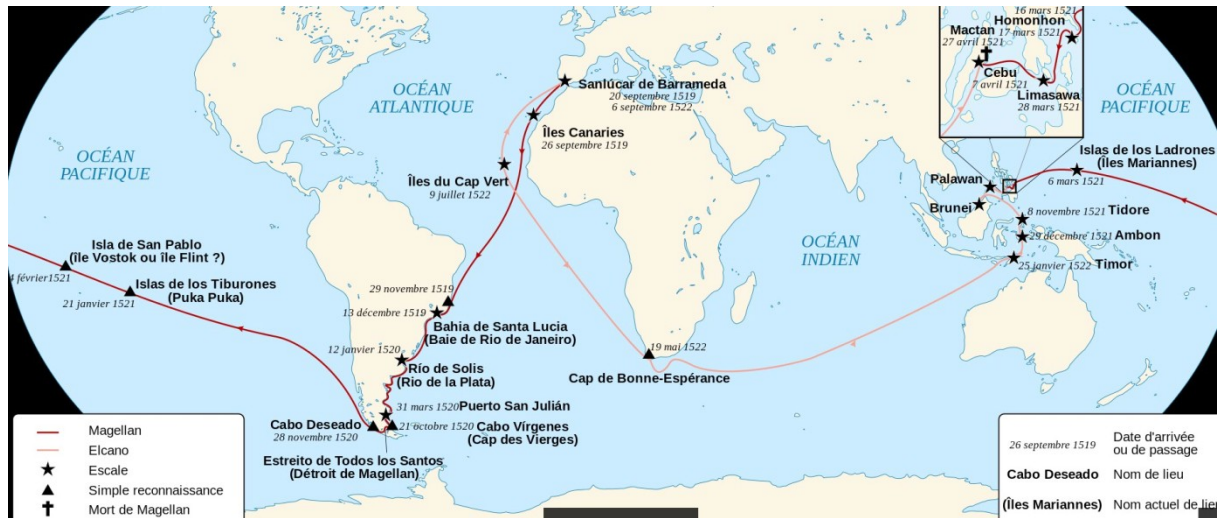 16 mars 1521
Homonhon
17 mars 1521
Mactan
27 avril 1521
Cebu
7 avril 1521
Limasawa
28 mars 1521
OCÉAN
ATLANTIQUE
OCÉAN
PACIFIQUE
Sanlúcar de Barrameda
20 septembre 1519
6 septembre 1522
Îles Canaries
26 septembre 1519
OCÉAN
PACIFIQUE
Islas de los Ladrones
(Îles Mariannes)
6 mars 1521
Îles du Cap Vert
9 juillet 1522
Palawan
Brunei
8 novembre 1521 Tidore
29 décembre 1521 Ambon
25 janvier 1522 Timor
OCÉAN
INDIEN
Isla de San Pablo
(île Vostok ou île Flint ?)
février 1521
Islas de los Tiburones
(Puka Puka)
21 janvier 1521
29 novembre 1519
13 décembre 1519
Bahia de Santa Lucia
(Baie de Rio de Janeiro)
12 janvier 1520
Río de Solis
(Rio de la Plata)
19 mai 1522
Cap de Bonne-Espérance
31 mars 1520 Puerto San Julián
Cabo Deseado
28 novembre 1520
21 octobre 1520 Cabo Vírgenes
(Cap des Vierges)
Estreito de Todos los Santos
(Détroit de Magellan)
Magellan
Elcano
Escale
Simple reconnaissance
Mort de Magellan
26 septembre 1519 Date d'arrivée
ou de passage
Cabo Deseado Nom de lieu
(Îles Mariannes) Nom actuel de lieu